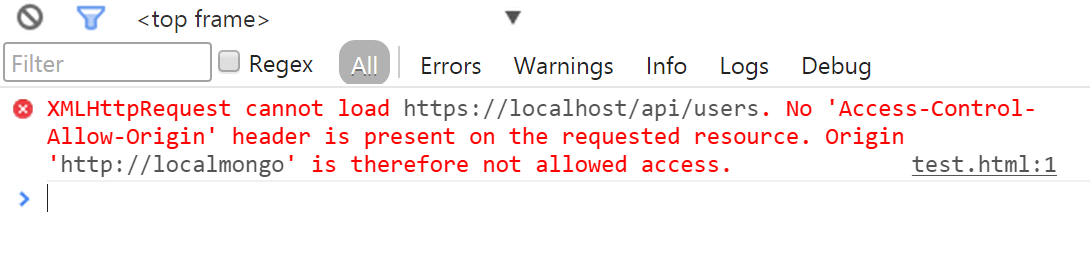 <top frame>
Filter Regex All Errors Warnings Info Logs Debug
XMLHttpRequest cannot load https://localhost/api/users. No 'Access-Control-
Allow-Origin' header is present on the requested resource. Origin
'http://localmongo' is therefore not allowed access. test.html:1